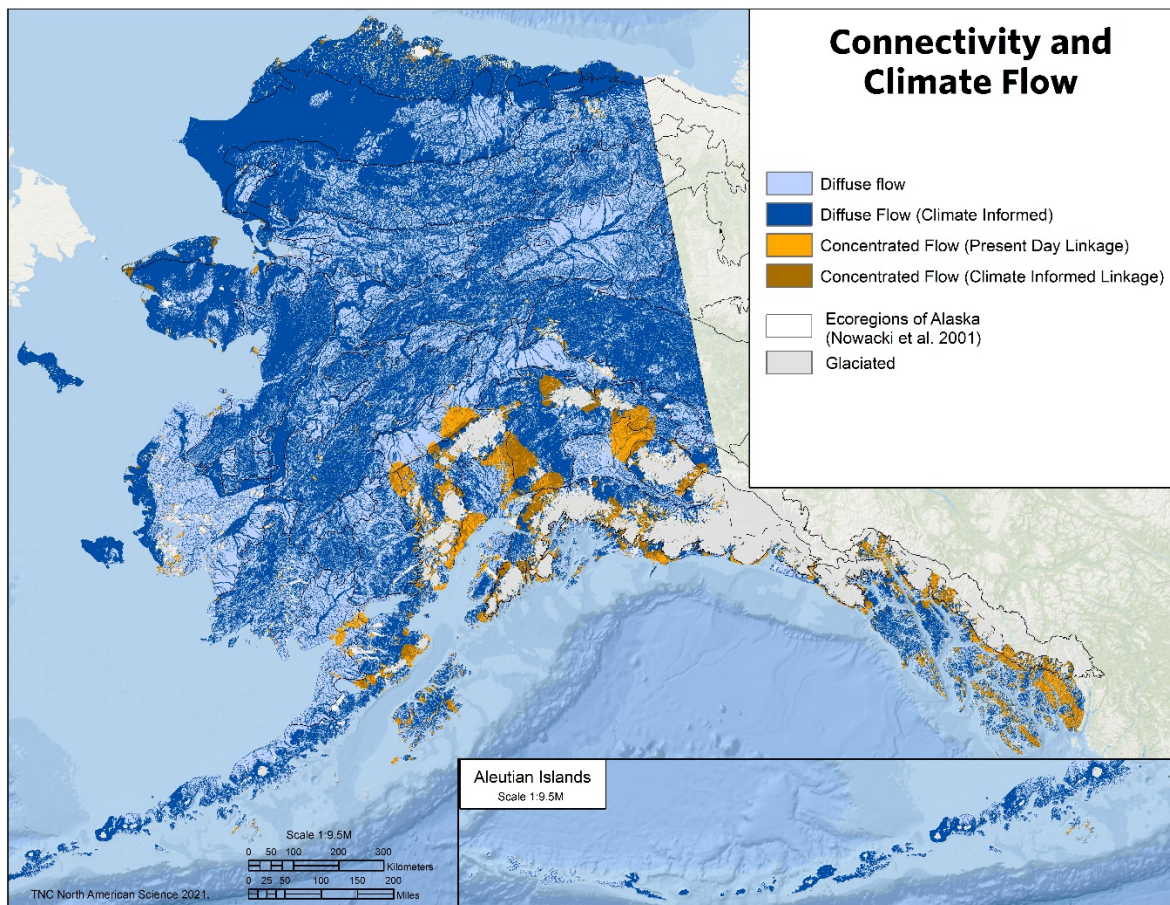 Connectivity and
Climate Flow
Diffuse flow
Diffuse Flow (Climate Informed)
Concentrated Flow (Present Day Linkage)
Concentrated Flow (Climate Informed Linkage)
Ecoregions of Alaska
(Nowacki et al. 2001)
Glaciated
Aleutian Islands
Scale 1:9.5M
Scale 1:9.5M
0 50 100 200 300
Kilometers
0 25 50 100 150 200
Miles
TNC North American Science 2021.